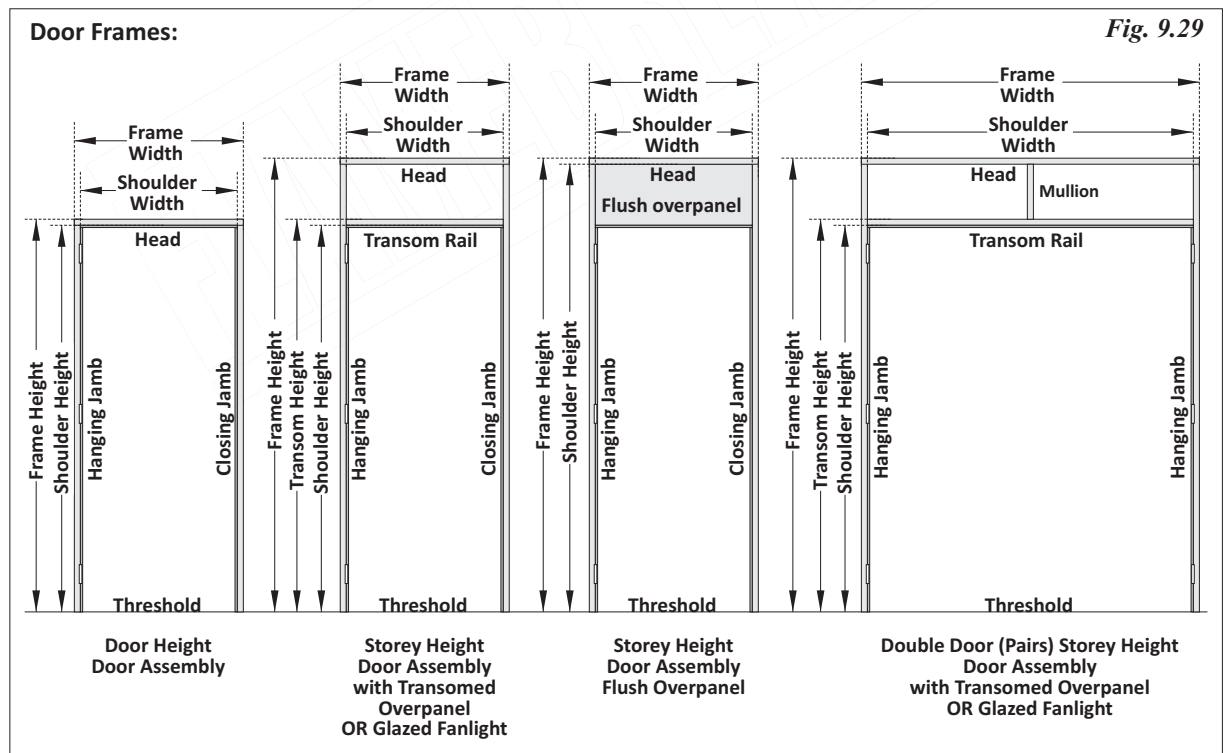 Door Frames:
Fig. 9.29
Frame
Width
Shoulder
Width
Head
Frame Height
Shoulder Height
Hanging Jamb
Closing Jamb
Threshold
Door Height
Door Assembly
Frame
Width
Shoulder
Width
Head
Transom Rail
Frame Height
Transom Height
Shoulder Height
Hanging Jamb
Closing Jamb
Threshold
Storey Height
Door Assembly
with Transomed
Overpanel
OR Glazed Fanlight
Frame
Width
Shoulder
Width
Head
Flush overpanel
Frame Height
Shoulder Height
Hanging Jamb
Closing Jamb
Threshold
Storey Height
Door Assembly
Flush Overpanel
Frame
Width
Shoulder
Width
Head
Mullion
Transom Rail
Frame Height
Transom Height
Shoulder Height
Hanging Jamb
Hanging Jamb
Threshold
Double Door (Pairs) Storey Height
Door Assembly
with Transomed Overpanel
OR Glazed Fanlight